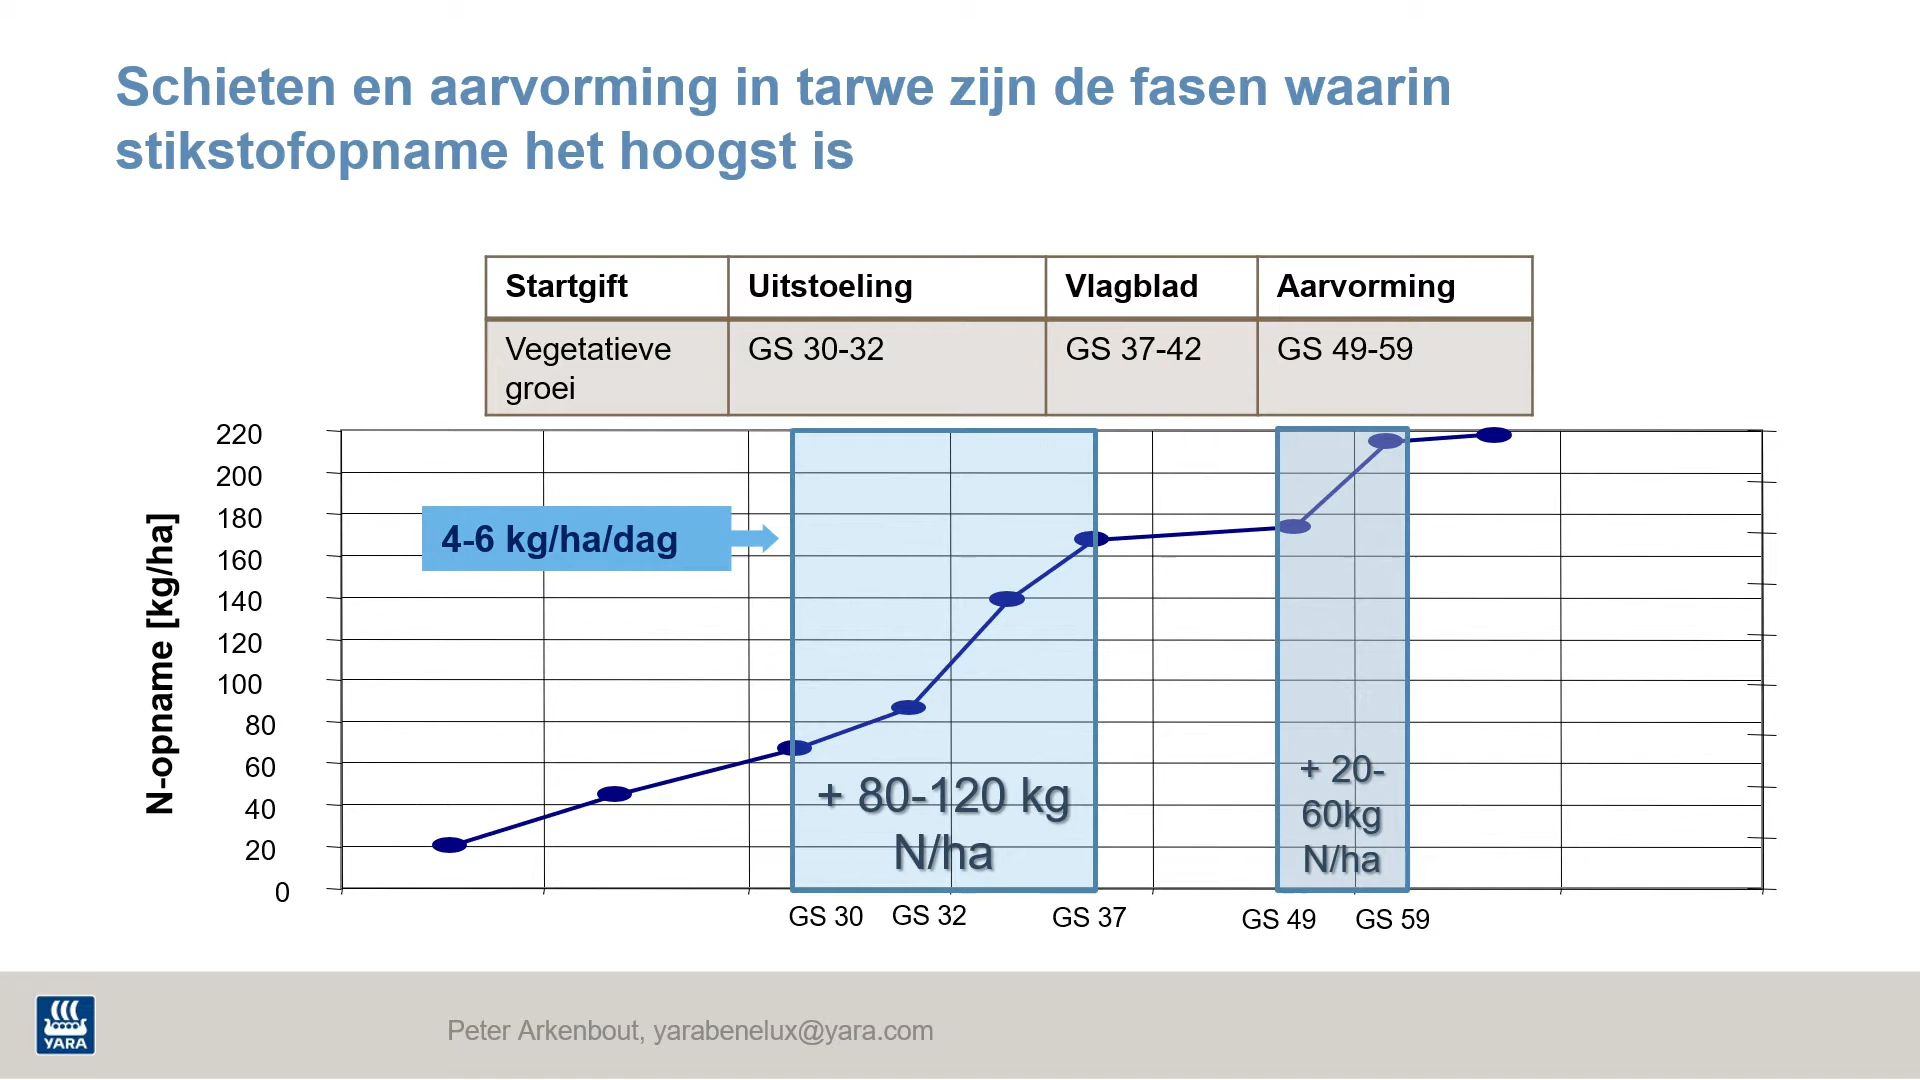 Schieten en aarvorming in tarwe zijn de fasen waarin
stikstofopname het hoogst is
Startgift Uitstoeling Vlagblad Aarvorming
Vegetatieve groei GS 30-32 GS 37-42 GS 49-59
N-opname [kg/ha]
220
200
180
160
140
120
100
80
60
40
20
0
4-6 kg/ha/dag
+ 80-120 kg
N/ha
+ 20-
60kg
N/ha
GS 30 GS 32 GS 37 GS 49 GS 59
YARA
Peter Arkenbout, yarabenelux@yara.com